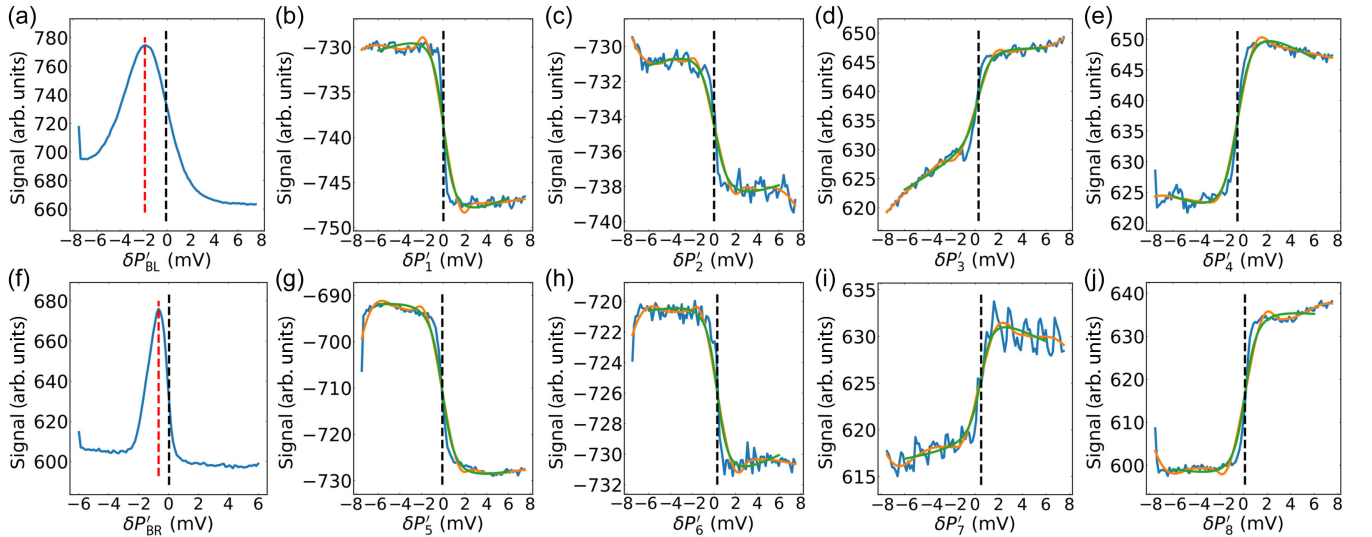 (a)
Signal (arb. units)
780
760
740
720
700
680
660
−8 −6 −4 −2 0 2 4 6 8
δP′BL (mV)
(b)
Signal (arb. units)
−730
−735
−740
−745
−750
−8 −6 −4 −2 0 2 4 6 8
δP′1 (mV)
(c)
Signal (arb. units)
−730
−732
−734
−736
−738
−740
−8 −6 −4 −2 0 2 4 6 8
δP′2 (mV)
(d)
Signal (arb. units)
650
645
640
635
630
625
620
−8 −6 −4 −2 0 2 4 6 8
δP′3 (mV)
(e)
Signal (arb. units)
650
645
640
635
630
625
620
−8 −6 −4 −2 0 2 4 6 8
δP′4 (mV)
(f)
Signal (arb. units)
680
660
640
620
600
−6 −4 −2 0 2 4 6
δP′BR (mV)
(g)
Signal (arb. units)
−690
−700
−710
−720
−730
−8 −6 −4 −2 0 2 4 6 8
δP′5 (mV)
(h)
Signal (arb. units)
−720
−722
−724
−726
−728
−730
−732
−8 −6 −4 −2 0 2 4 6 8
δP′6 (mV)
(i)
Signal (arb. units)
635
630
625
620
615
−8 −6 −4 −2 0 2 4 6 8
δP′7 (mV)
(j)
Signal (arb. units)
640
630
620
610
600
−8 −6 −4 −2 0 2 4 6 8
δP′8 (mV)